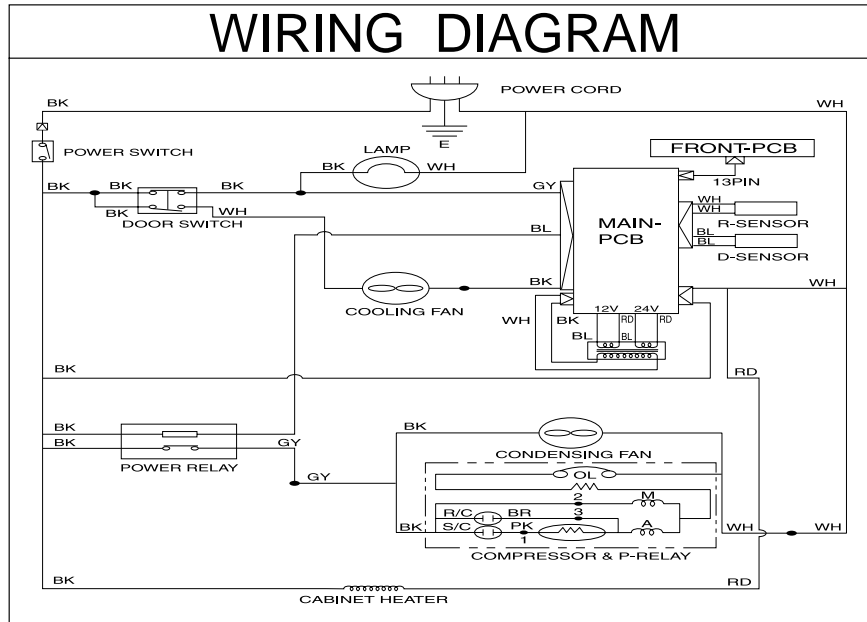 WIRING DIAGRAM
POWER CORD
BK
WH
E
POWER SWITCH
LAMP
BK
WH
FRONT-PCB
13PIN
BK
BK
BK
GY
BK
WH
DOOR SWITCH
MAIN-
PCB
WH
WH
R-SENSOR
BL
BL
BL
D-SENSOR
BK
WH
COOLING FAN
12V
24V
WH
BK
RD
RD
BL
BL
BK
RD
BK
BK
GY
POWER RELAY
GY
BK
CONDENSING FAN
OL
2
M
R/C
BR
3
BK
S/C
PK
1
A
WH
WH
COMPRESSOR & P-RELAY
BK
RD
CABINET HEATER